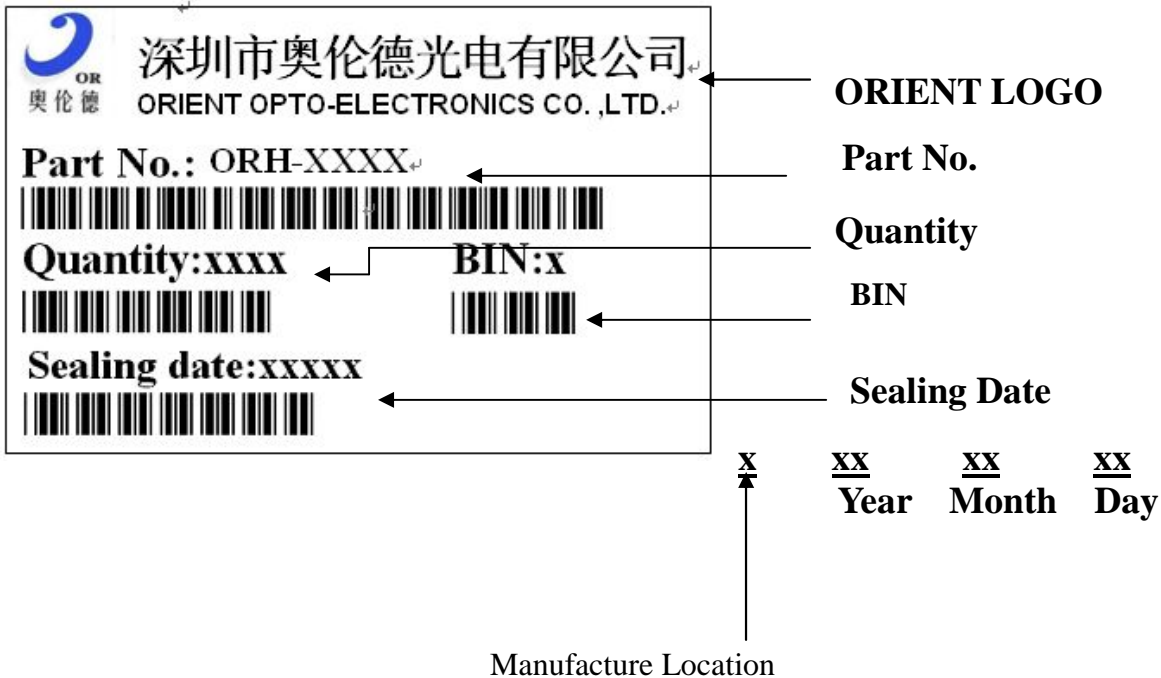 深圳市奥伦德光电有限公司
OR
奥伦德
ORIENT OPTO-ELECTRONICS CO. ,LTD.
ORIENT LOGO
Part No.: ORH-XXXX
Part No.
Quantity
Quantity:xxxx BIN:x
BIN
Sealing date:xxxxx
Sealing Date
x xx xx xx
Year Month Day
Manufacture Location